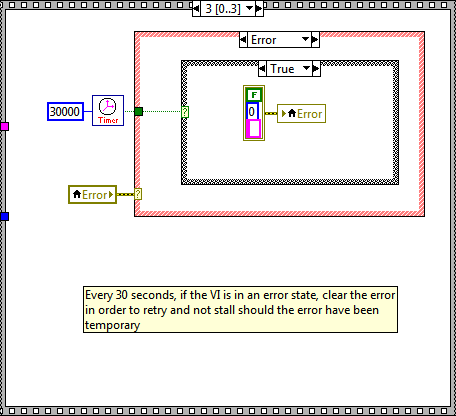 3 [0..3]
Error
True
30000
Timer
?
F
0
Error
Error
?
Every 30 seconds, if the VI is in an error state, clear the error
in order to retry and not stall should the error have been
temporary